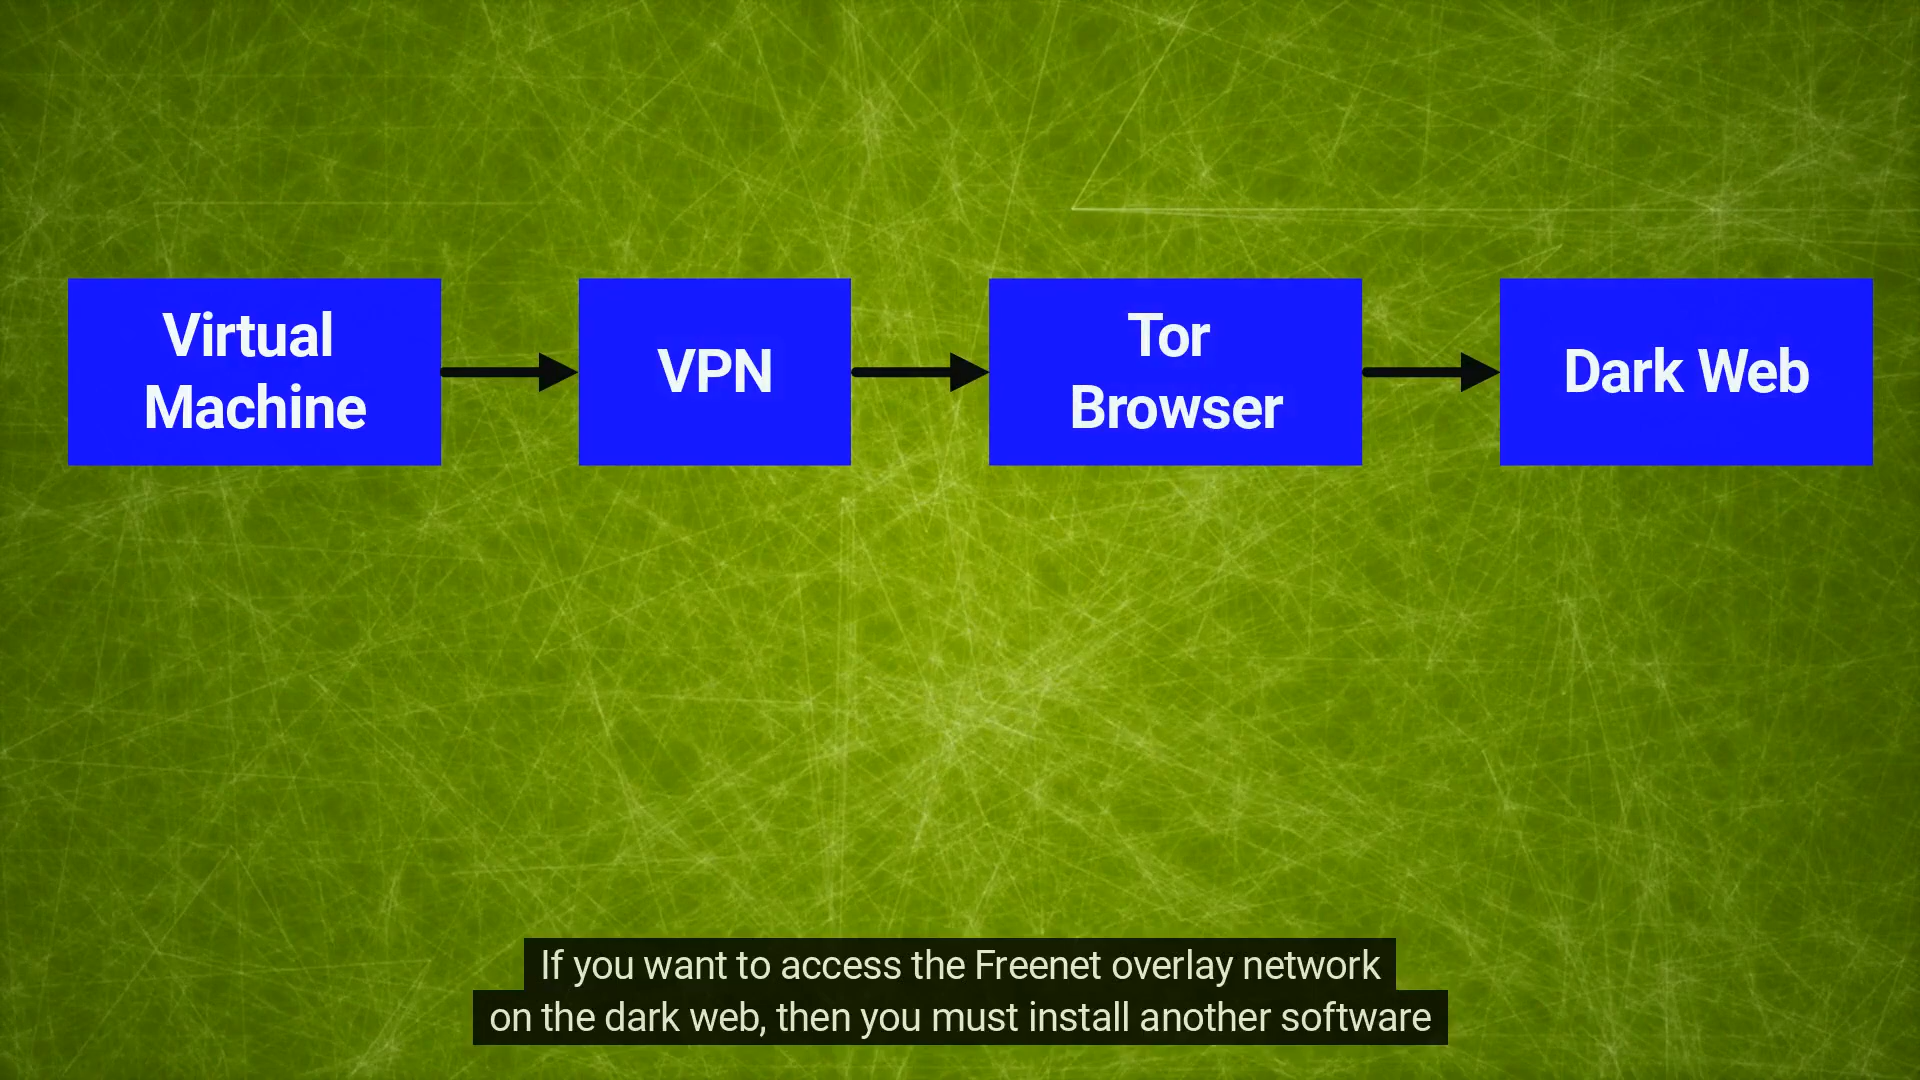 Virtual
Machine
VPN
Tor
Browser
Dark Web
If you want to access the Freenet overlay network
on the dark web, then you must install another software